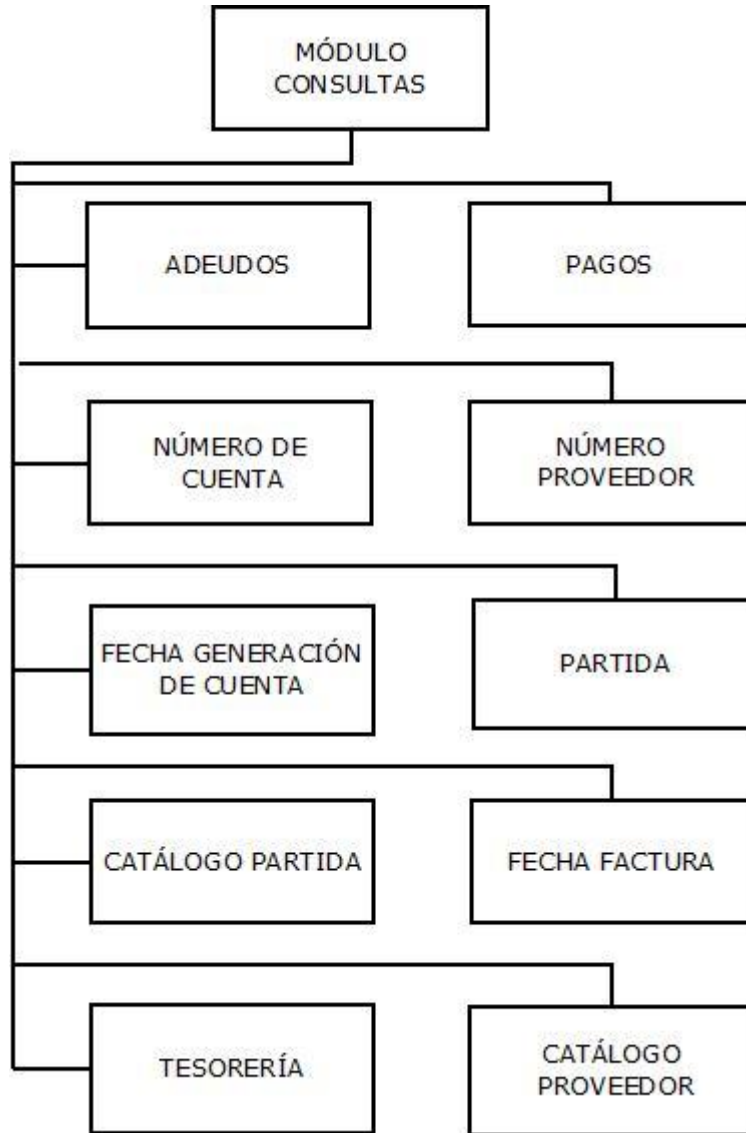 MÓDULO
CONSULTAS
ADEUDOS
PAGOS
NÚMERO DE
CUENTA
NÚMERO
PROVEEDOR
FECHA GENERACIÓN
DE CUENTA
PARTIDA
CATÁLOGO PARTIDA
FECHA FACTURA
TESORERÍA
CATÁLOGO
PROVEEDOR